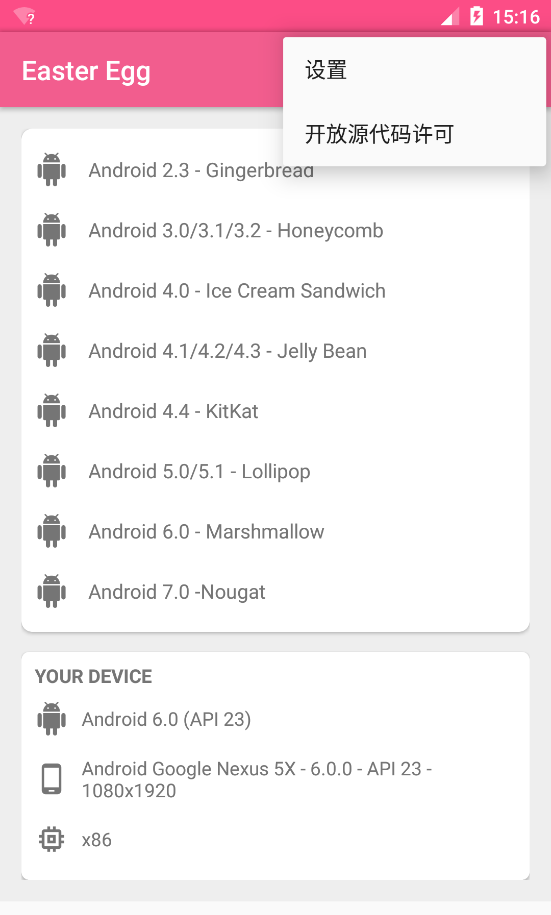 15:16
Easter Egg
设置
开放源代码许可
Android 2.3 - Gingerbread
Android 3.0/3.1/3.2 - Honeycomb
Android 4.0 - Ice Cream Sandwich
Android 4.1/4.2/4.3 - Jelly Bean
Android 4.4 - KitKat
Android 5.0/5.1 - Lollipop
Android 6.0 - Marshmallow
Android 7.0 -Nougat
YOUR DEVICE
Android 6.0 (API 23)
Android Google Nexus 5X - 6.0.0 - API 23 -
1080x1920
x86